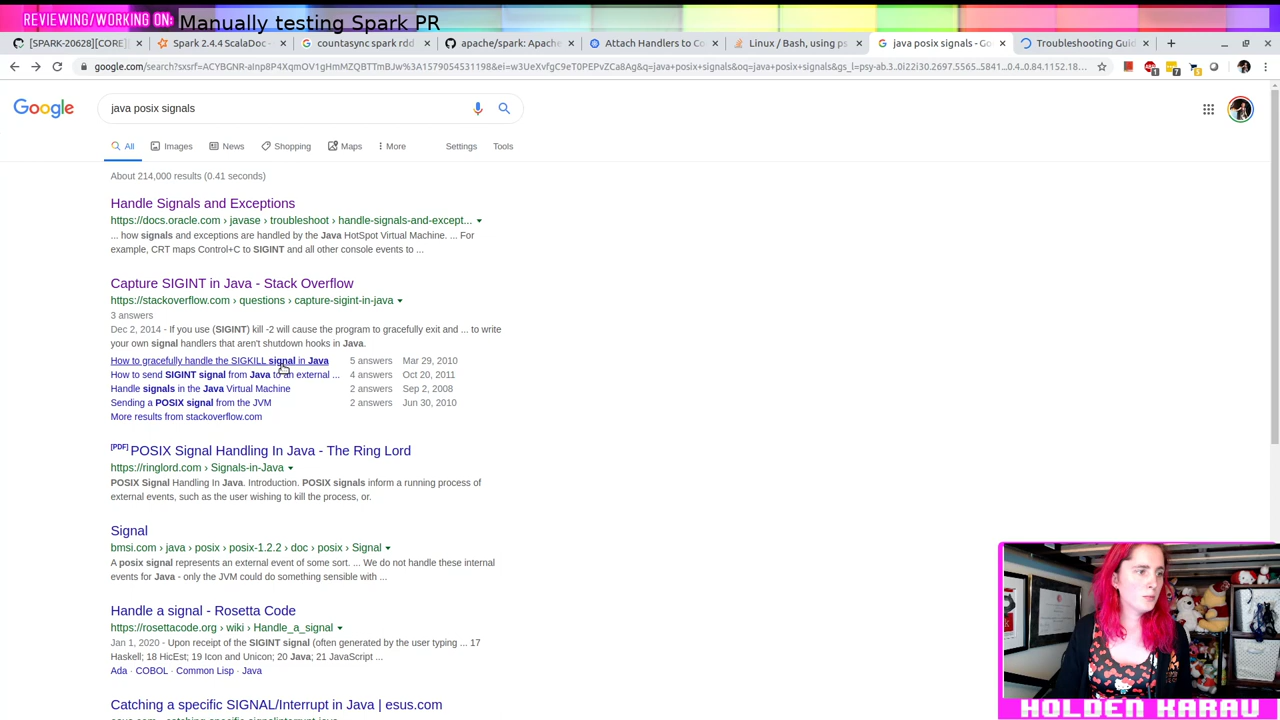 REVIEWING/WORKING ON: Manually testing Spark PR
[SPARK-20628][CORE]
Spark 2.4.4 ScalaDoc -
countasync spark rdd
apache/spark: Apache
Attach Handlers to Co
Linux / Bash, using ps
java posix signals - Go
Troubleshooting Guid
google.com/search?sxsrf=ACYBGNR-aInp8P4XqmOV1gHmMZQBTTmBJw%3A1579054531198&ei=w3UeXvfgC9eT0PEPvZCa8Ag&q=java+posix+signals&oq=java+posix+signals&gs_l=psy-ab.3..0i22i30.2697.5565..5841...0.4..0.84.1152.18...
Google
java posix signals
All Images News Shopping Maps More Settings Tools
About 214,000 results (0.41 seconds)
Handle Signals and Exceptions
https://docs.oracle.com › javase › troubleshoot › handle-signals-and-except...
... how signals and exceptions are handled by the Java HotSpot Virtual Machine. ... For
example, CRT maps Control+C to SIGINT and all other console events to ...
Capture SIGINT in Java - Stack Overflow
https://stackoverflow.com › questions › capture-sigint-in-java
3 answers
Dec 2, 2014 - If you use (SIGINT) kill -2 will cause the program to gracefully exit and ... to write
your own signal handlers that aren't shutdown hooks in Java.
How to gracefully handle the SIGKILL signal in Java 5 answers Mar 29, 2010
How to send SIGINT signal from Java to an external ... 4 answers Oct 20, 2011
Handle signals in the Java Virtual Machine 2 answers Sep 2, 2008
Sending a POSIX signal from the JVM 2 answers Jun 30, 2010
More results from stackoverflow.com
[PDF] POSIX Signal Handling In Java - The Ring Lord
https://ringlord.com › Signals-in-Java
POSIX Signal Handling In Java. Introduction. POSIX signals inform a running process of
external events, such as the user wishing to kill the process, or.
Signal
bmsi.com › java › posix › posix-1.2.2 › doc › posix › Signal
A posix signal represents an external event of some sort. ... We do not handle these internal
events for Java - only the JVM could do something sensible with ...
Handle a signal - Rosetta Code
https://rosettacode.org › wiki › Handle_a_signal
Jan 1, 2020 - Upon receipt of the SIGINT signal (often generated by the user typing ... 17
Haskell; 18 HicEst; 19 Icon and Unicon; 20 Java; 21 JavaScript ...
Ada · COBOL · Common Lisp · Java
Catching a specific SIGNAL/Interrupt in Java | esus.com
HOLDEN KARAU